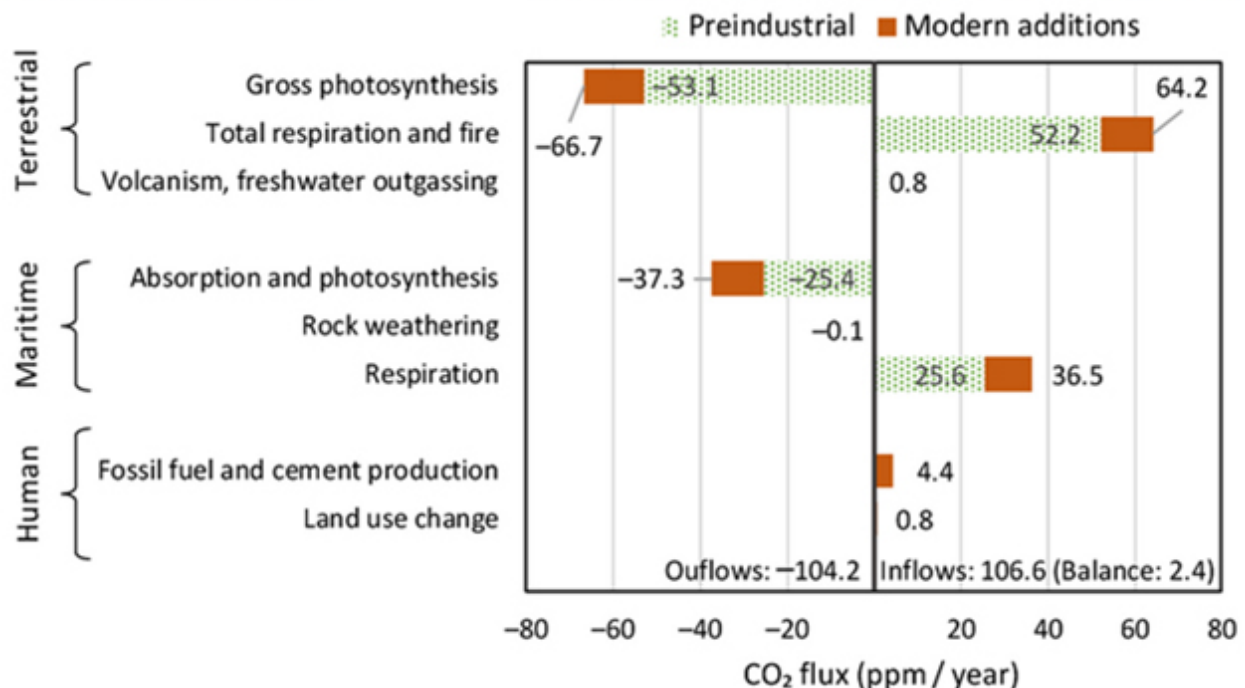 Preindustrial Modern additions
Terrestrial
Gross photosynthesis −53.1
−66.7
Total respiration and fire 52.2 64.2
Volcanism, freshwater outgassing 0.8
Maritime
Absorption and photosynthesis −37.3 −25.4
Rock weathering −0.1
Respiration 25.6 36.5
Human
Fossil fuel and cement production 4.4
Land use change 0.8
Ouflows: −104.2 Inflows: 106.6 (Balance: 2.4)
−80 −60 −40 −20 20 40 60 80
CO₂ flux (ppm / year)